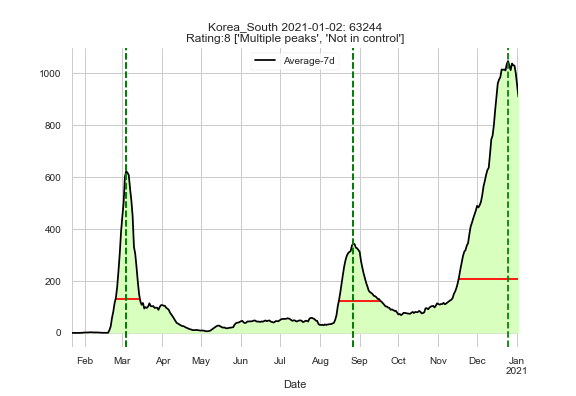 Korea_South 2021-01-02: 63244
Rating:8 ['Multiple peaks', 'Not in control']
Average-7d
1000
800
600
400
200
0
Feb Mar Apr May Jun Jul Aug Sep Oct Nov Dec Jan
2021
Date